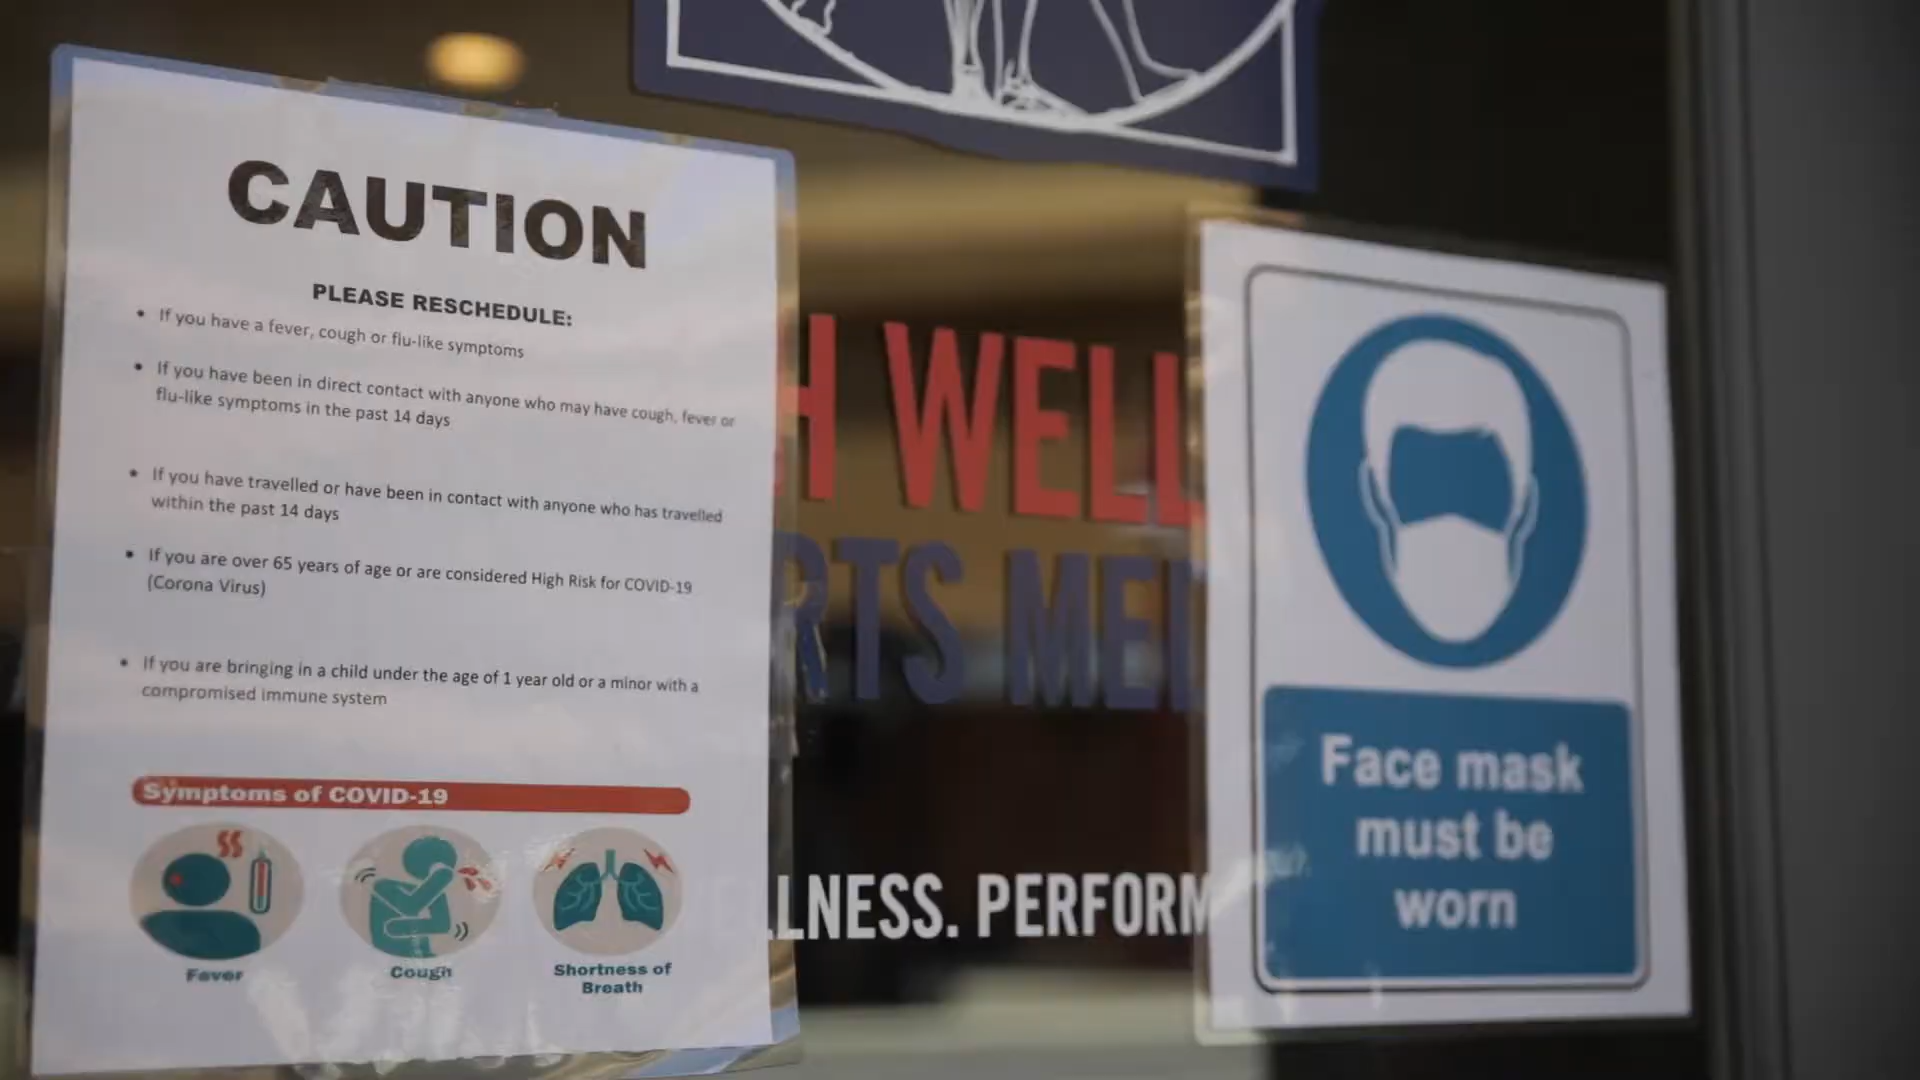 CAUTION
PLEASE RESCHEDULE:
• If you have a fever, cough or flu-like symptoms
• If you have been in direct contact with anyone who may have cough, fever or
flu-like symptoms in the past 14 days
• If you have travelled or have been in contact with anyone who has travelled
within the past 14 days
• If you are over 65 years of age or are considered High Risk for COVID-19
(Corona Virus)
• If you are bringing in a child under the age of 1 year old or a minor with a
compromised immune system
Symptoms of COVID-19
Fever
Cough
Shortness of
Breath
H WELL
RTS MED
LLNESS. PERFORM
Face mask
must be
worn